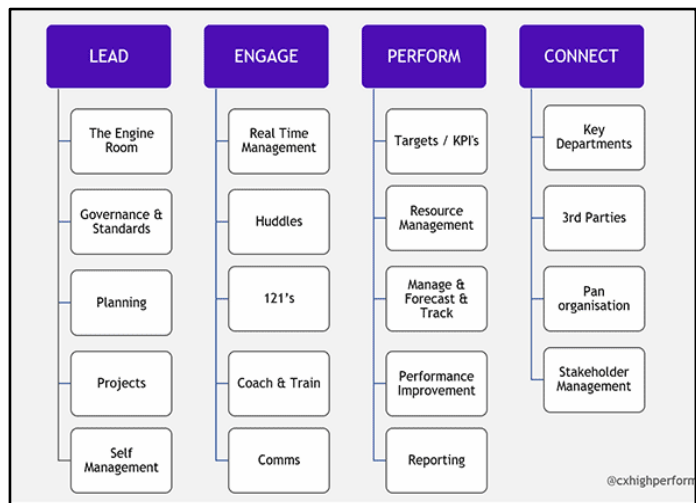 LEAD
The Engine
Room
Governance &
Standards
Planning
Projects
Self
Management
ENGAGE
Real Time
Management
Huddles
121's
Coach & Train
Comms
PERFORM
Targets / KPI's
Resource
Management
Manage &
Forecast &
Track
Performance
Improvement
Reporting
CONNECT
Key
Departments
3rd Parties
Pan
organisation
Stakeholder
Management
@cxhighperform